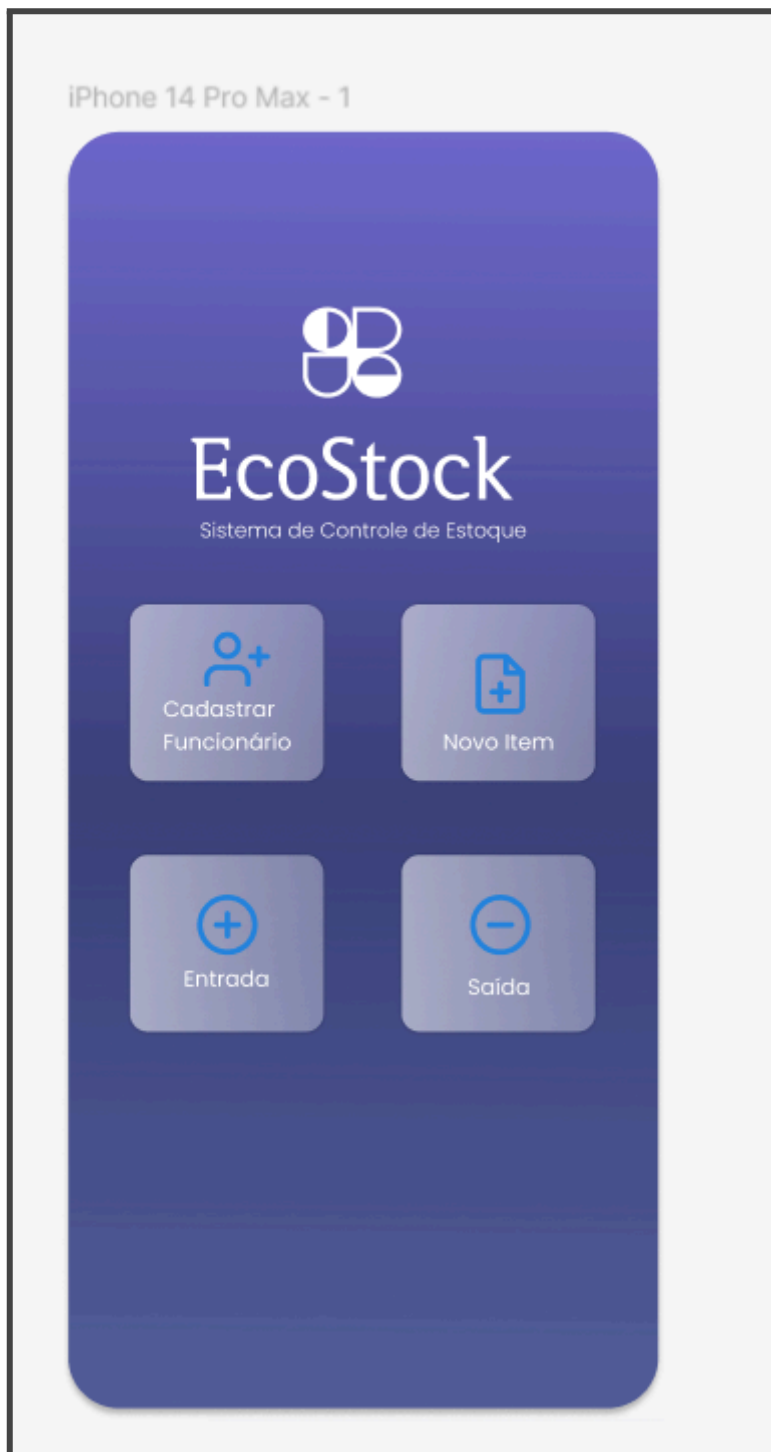 iPhone 14 Pro Max - 1
EcoStock
Sistema de Controle de Estoque
Cadastrar
Funcionário
Novo Item
Entrada
Saída